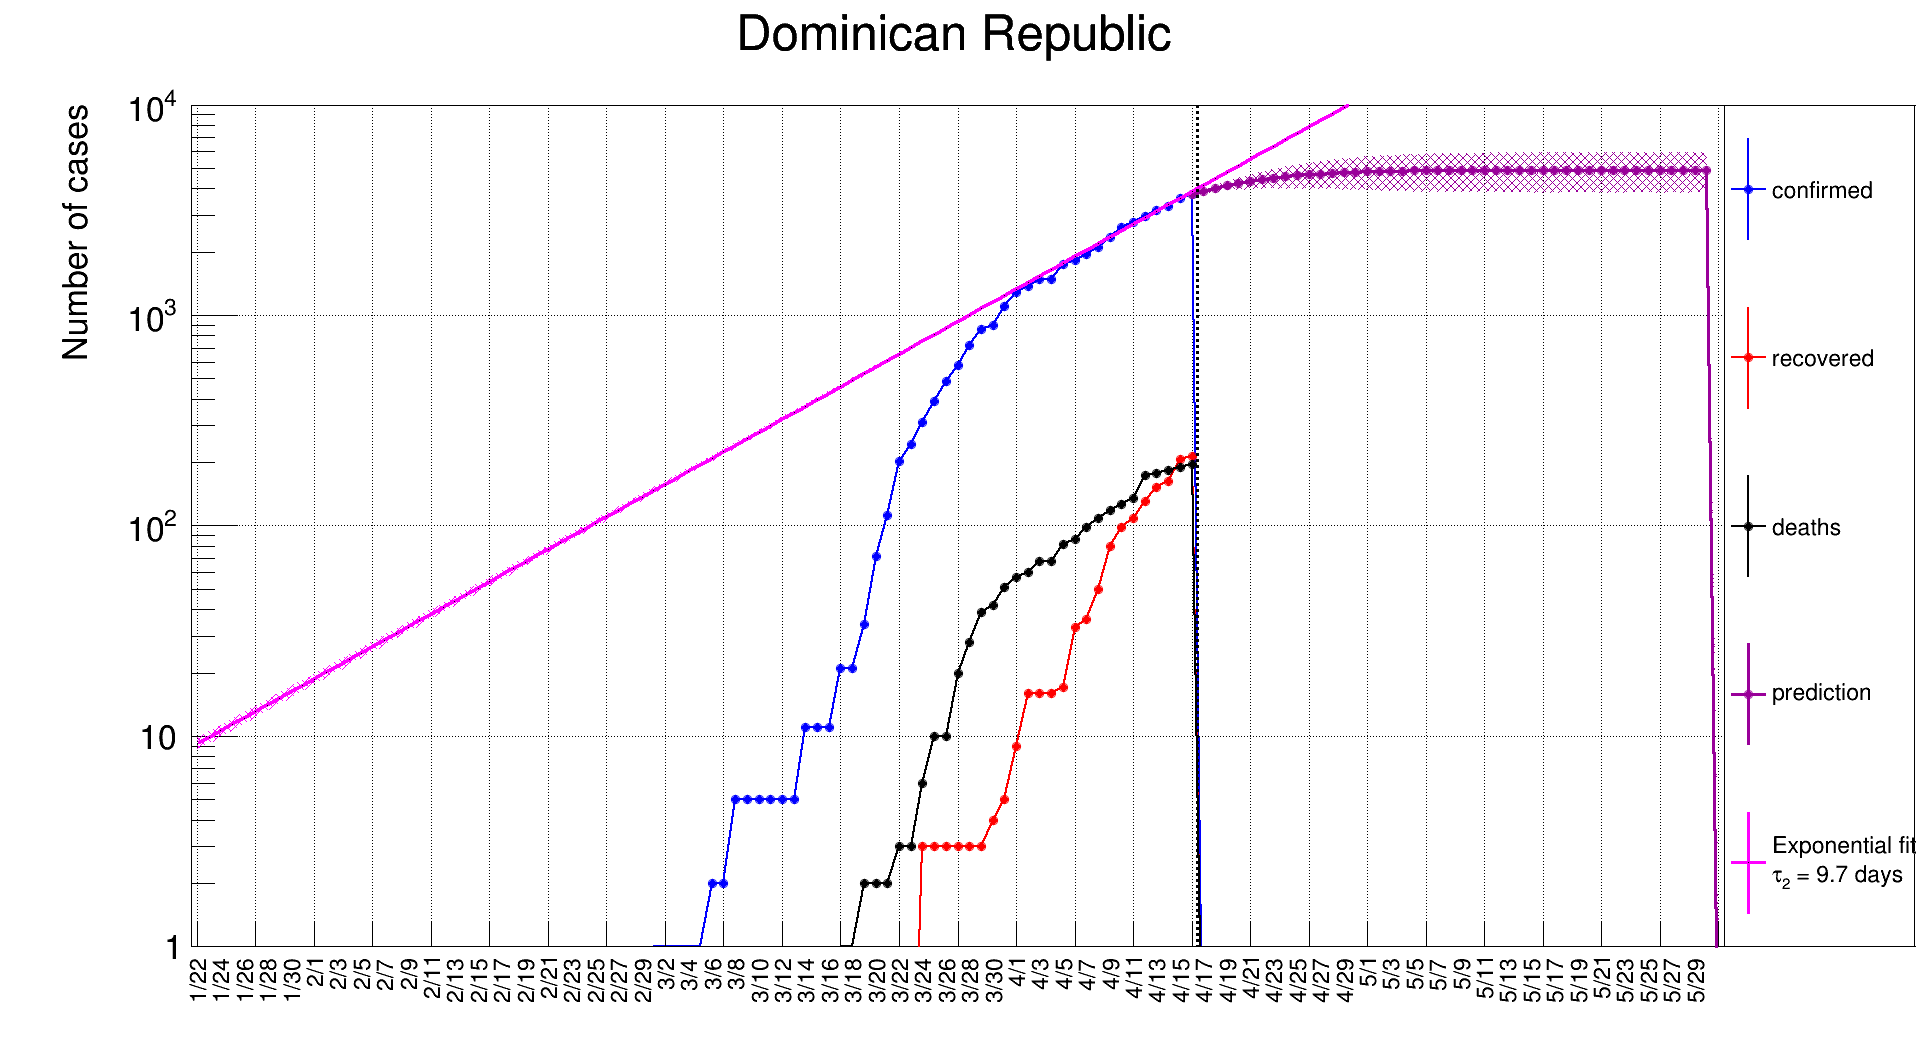 Dominican Republic
Number of cases
10⁴
10³
10²
10
1
1/22 1/24 1/26 1/28 1/30 2/1 2/3 2/5 2/7 2/9 2/11 2/13 2/15 2/17 2/19 2/21 2/23 2/25 2/27 2/29 3/2 3/4 3/6 3/8 3/10 3/12 3/14 3/16 3/18 3/20 3/22 3/24 3/26 3/28 3/30 4/1 4/3 4/5 4/7 4/9 4/11 4/13 4/15 4/17 4/19 4/21 4/23 4/25 4/27 4/29 5/1 5/3 5/5 5/7 5/9 5/11 5/13 5/15 5/17 5/19 5/21 5/23 5/25 5/27 5/29
confirmed
recovered
deaths
prediction
Exponential fit
τ₂ = 9.7 days